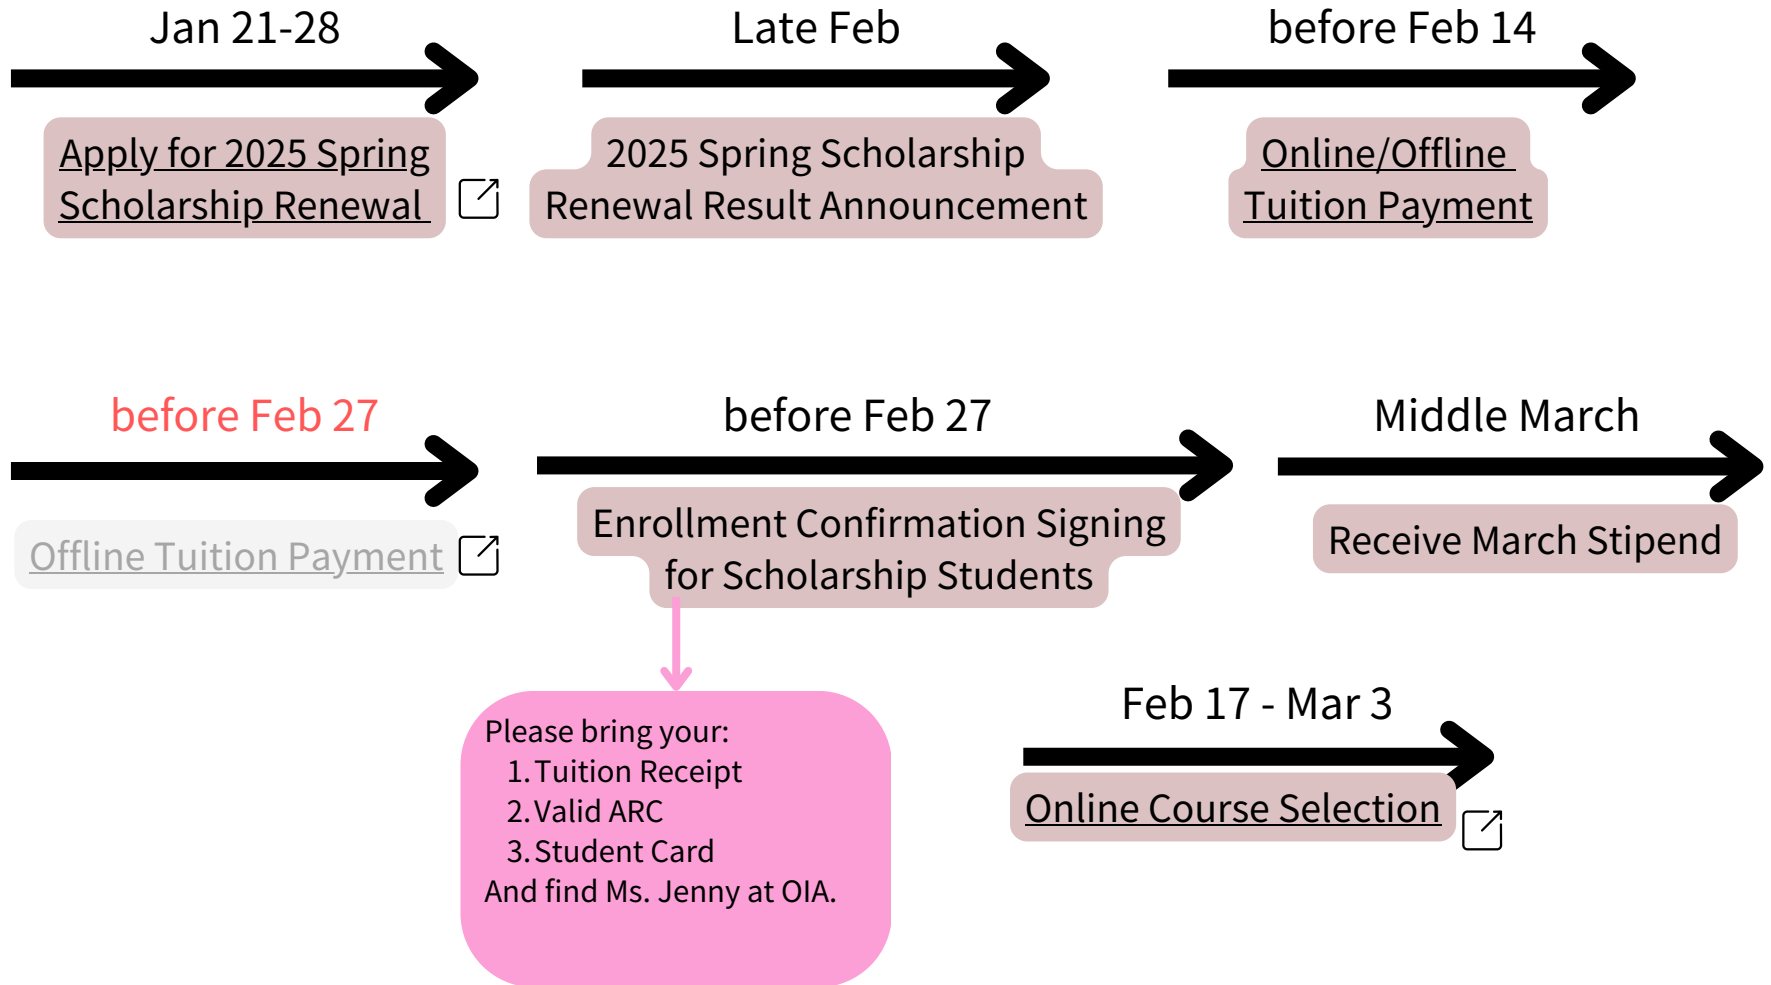 Jan 21-28
Apply for 2025 Spring
Scholarship Renewal
Late Feb
2025 Spring Scholarship
Renewal Result Announcement
before Feb 14
Online/Offline
Tuition Payment
before Feb 27
Offline Tuition Payment
before Feb 27
Enrollment Confirmation Signing
for Scholarship Students
Please bring your:
1. Tuition Receipt
2. Valid ARC
3. Student Card
And find Ms. Jenny at OIA.
Middle March
Receive March Stipend
Feb 17 - Mar 3
Online Course Selection